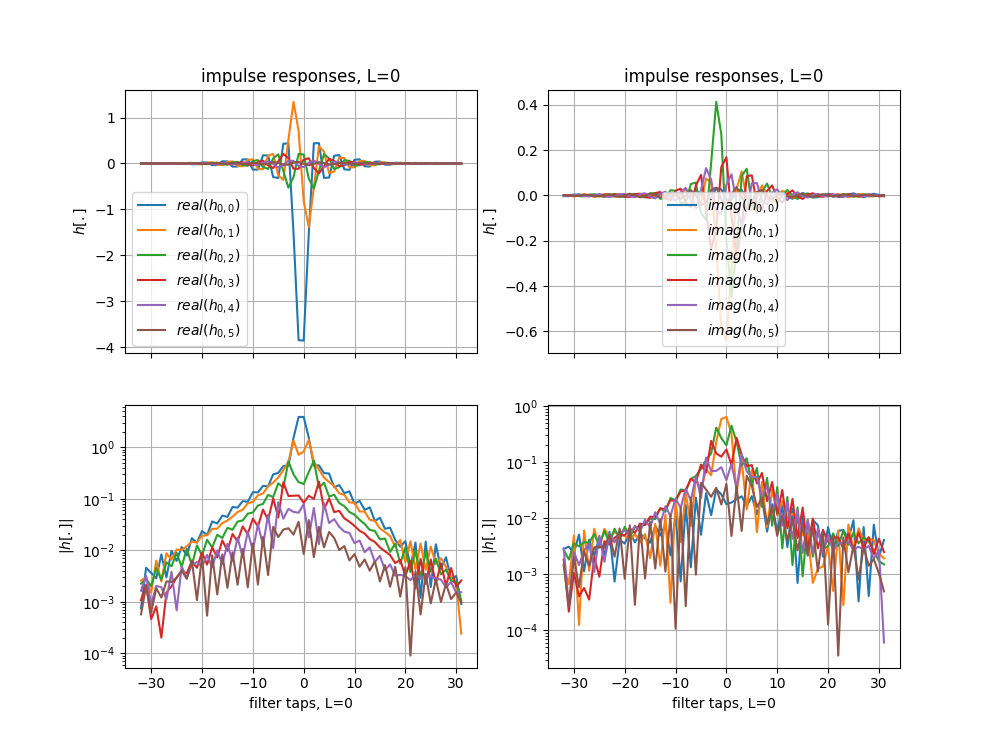 impulse responses, L=0
h[.]
1
0
−1
−2
−3
−4
real(h0,0)
real(h0,1)
real(h0,2)
real(h0,3)
real(h0,4)
real(h0,5)
impulse responses, L=0
h[.]
0.4
0.2
0.0
−0.2
−0.4
−0.6
imag(h0,0)
imag(h0,1)
imag(h0,2)
imag(h0,3)
imag(h0,4)
imag(h0,5)
|h[.]|
10^0
10^−1
10^−2
10^−3
10^−4
−30 −20 −10 0 10 20 30
filter taps, L=0
|h[.]|
10^0
10^−1
10^−2
10^−3
10^−4
−30 −20 −10 0 10 20 30
filter taps, L=0